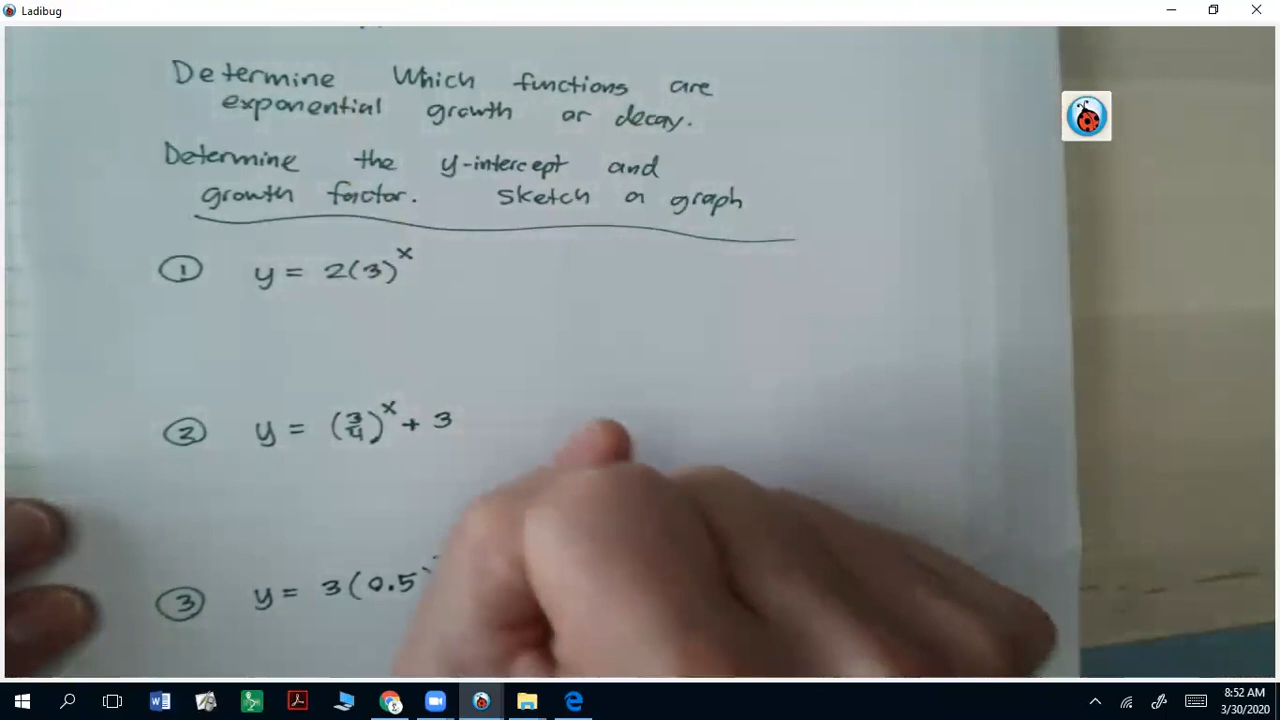 Ladibug
Determine Which functions are
exponential growth or decay.
Determine the y-intercept and
growth factor. Sketch a graph
① y = 2(3)^x
② y = (3/4)^x + 3
③ y = 3(0.5)
8:52 AM
3/30/2020